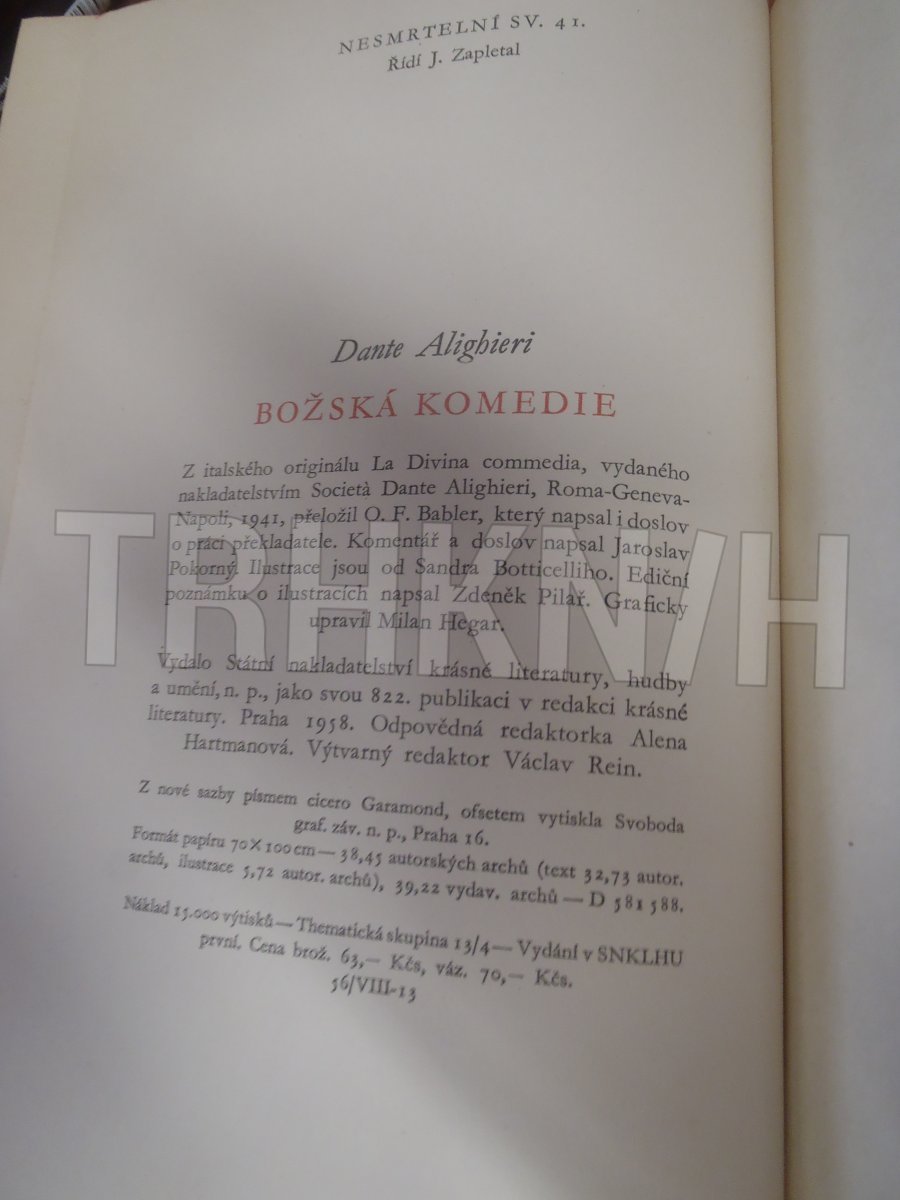 NESMRTELNÍ SV. 41.
Řídí J. Zapletal
Dante Alighieri
BOŽSKÁ KOMEDIE
Z italského originálu La Divina commedia, vydaného
nakladatelstvím Società Dante Alighieri, Roma-Geneva-
Napoli, 1941, přeložil O. F. Babler, který napsal i doslov
o práci překladatele. Komentář a doslov napsal Jaroslav
Pokorný. Ilustrace jsou od Sandra Botticelliho. Ediční
poznámku o ilustracích napsal Zdeněk Pilař. Graficky
upravil Milan Hegar.
TRHKNIH
Vydalo Státní nakladatelství krásné literatury, hudby
a umění, n. p., jako svou 822. publikaci v redakci krásné
literatury. Praha 1958. Odpovědná redaktorka Alena
Hartmanová. Výtvarný redaktor Václav Rein.
Z nové sazby písmem cicero Garamond, ofsetem vytiskla Svoboda
graf. záv. n. p., Praha 16.
Formát papíru 70×100 cm — 38,45 autorských archů (text 32,73 autor.
archů, ilustrace 5,72 autor. archů), 39,22 vydav. archů — D 581 588.
Náklad 15.000 výtisků — Thematická skupina 13/4 — Vydání v SNKLHU
první. Cena brož. 63,— Kčs, váz. 70,— Kčs.
56/VIII-13